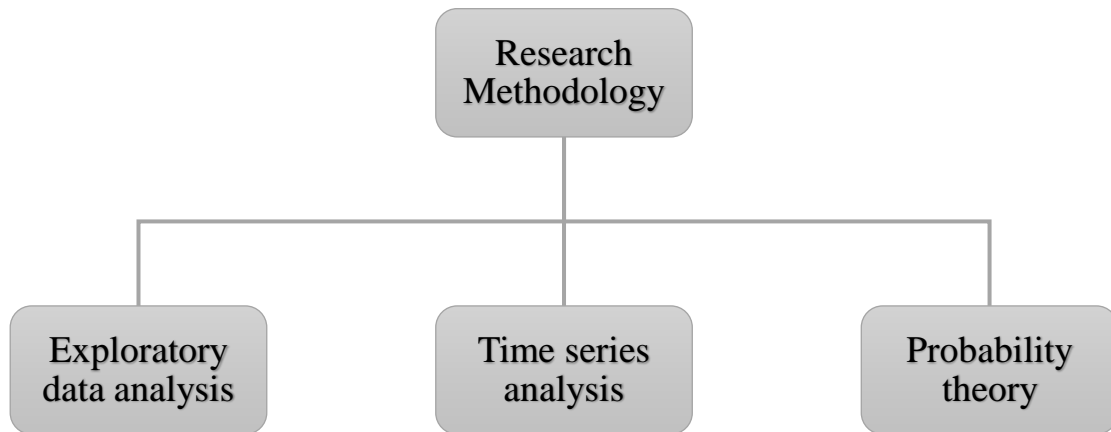 Research
Methodology
Exploratory
data analysis
Time series
analysis
Probability
theory